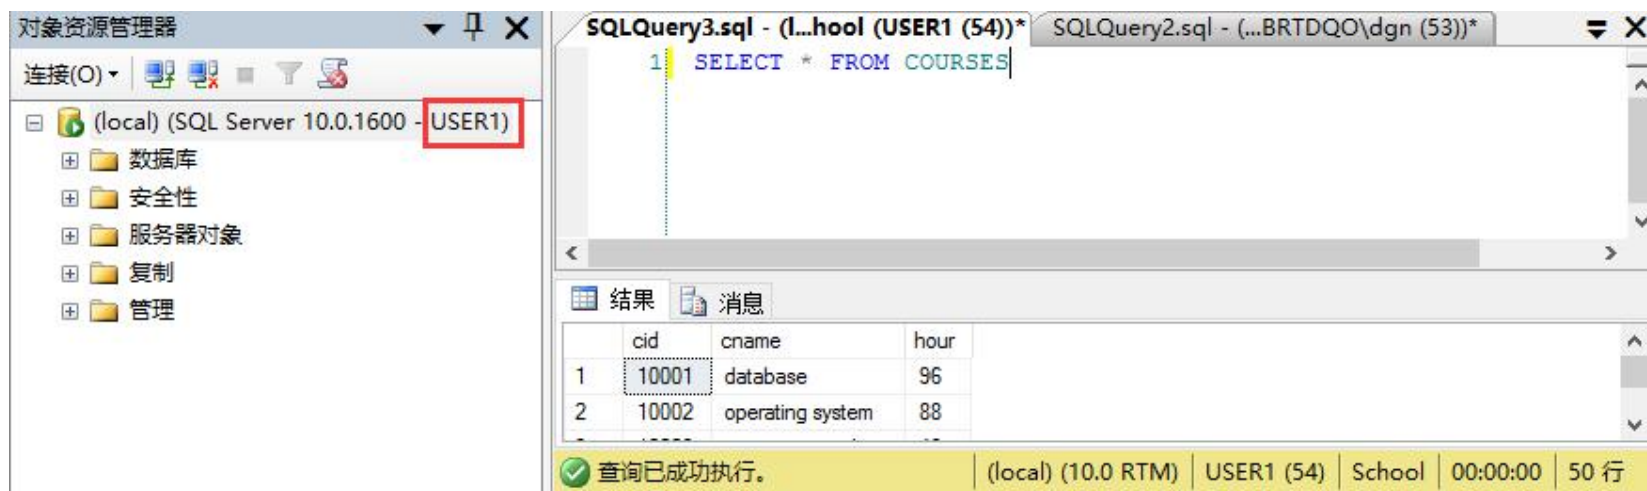 对象资源管理器
连接(O)
(local) (SQL Server 10.0.1600 - USER1)
数据库
安全性
服务器对象
复制
管理
SQLQuery3.sql - (l...hool (USER1 (54))* SQLQuery2.sql - (...BRTDQO\dgn (53))*
1 SELECT * FROM COURSES
结果 消息
cid cname hour
1 10001 database 96
2 10002 operating system 88
查询已成功执行。 (local) (10.0 RTM) USER1 (54) School 00:00:00 50 行